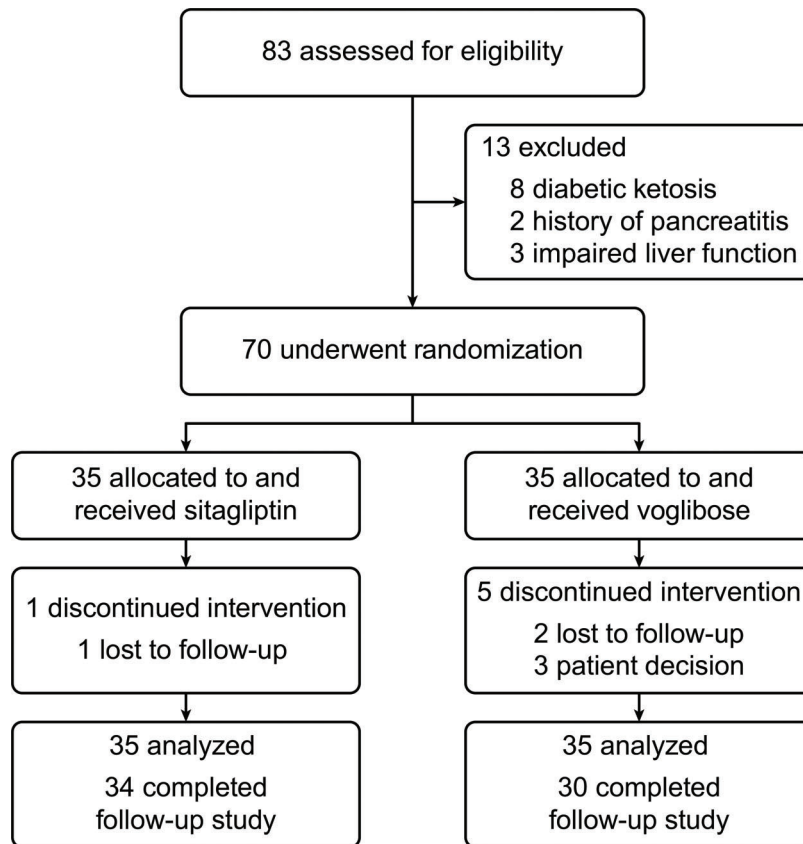 83 assessed for eligibility
13 excluded
8 diabetic ketosis
2 history of pancreatitis
3 impaired liver function
70 underwent randomization
35 allocated to and
received sitagliptin
35 allocated to and
received voglibose
1 discontinued intervention
1 lost to follow-up
5 discontinued intervention
2 lost to follow-up
3 patient decision
35 analyzed
34 completed
follow-up study
35 analyzed
30 completed
follow-up study